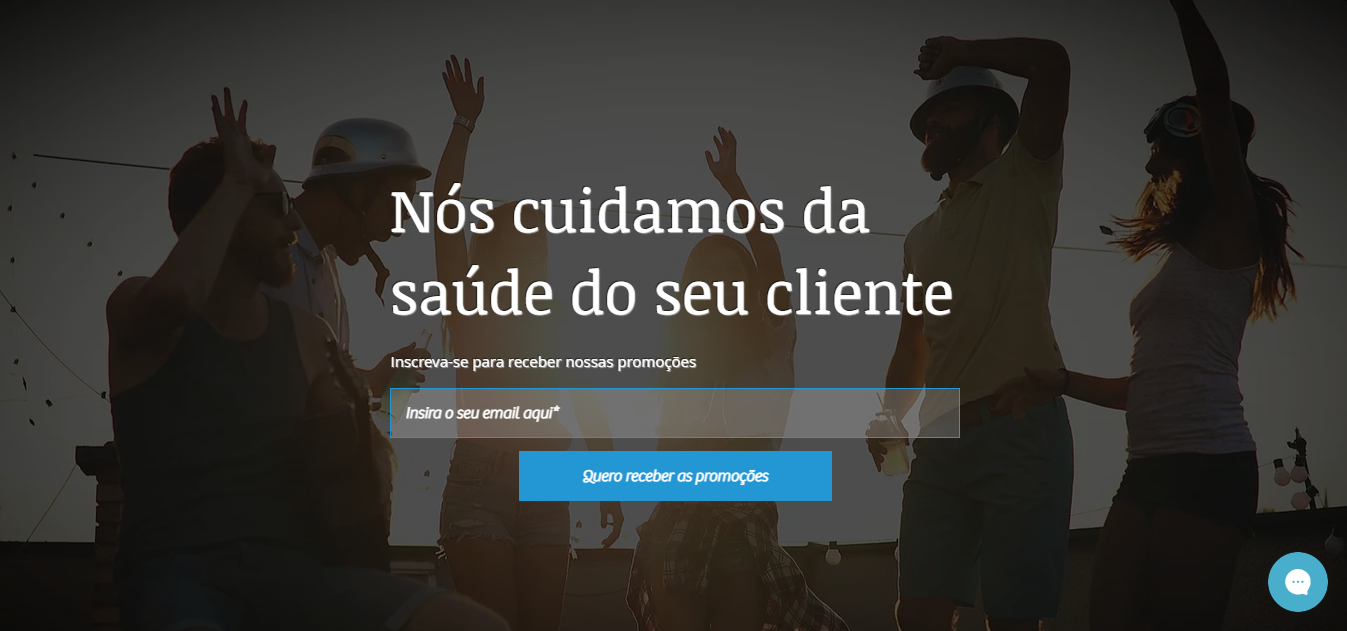 Nós cuidamos da
saúde do seu cliente
Inscreva-se para receber nossas promoções
Insira o seu email aqui*
Quero receber as promoções